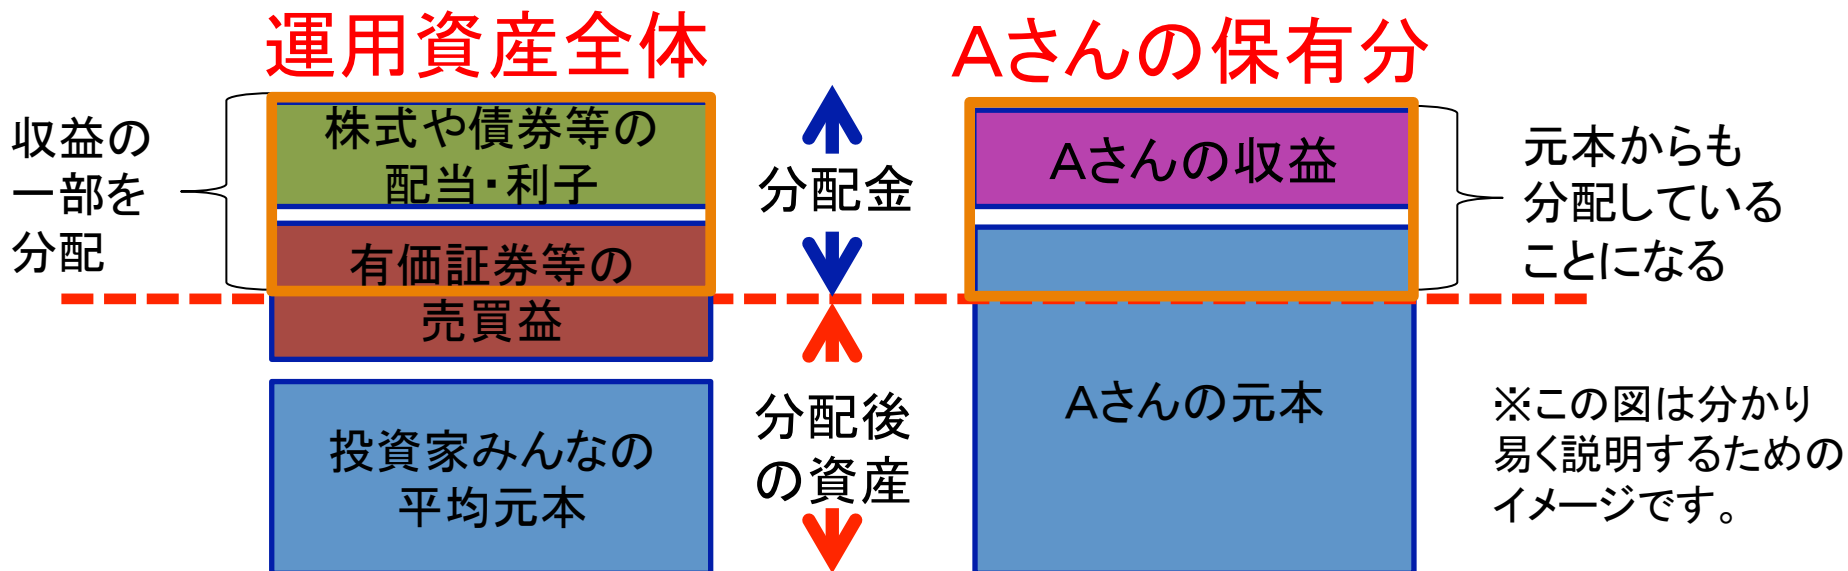 運用資産全体
Aさんの保有分
収益の
一部を
分配
株式や債券等の
配当・利子
有価証券等の
売買益
投資家みんなの
平均元本
分配金
分配後
の資産
Aさんの収益
Aさんの元本
元本からも
分配している
ことになる
※この図は分かり
易く説明するための
イメージです。